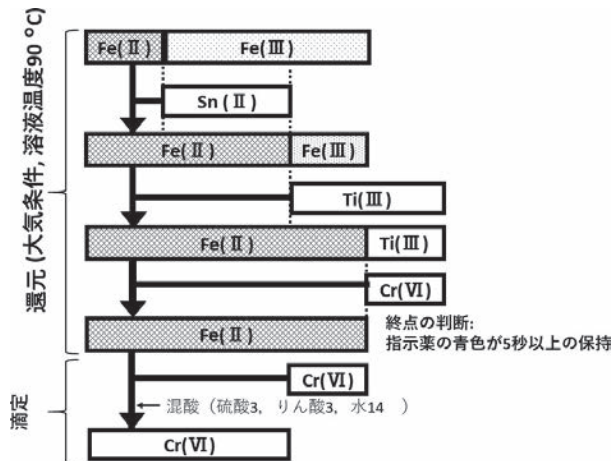 還元 (大気条件, 溶液温度90 °C)
Fe(Ⅱ) Fe(Ⅲ)
Sn(Ⅱ)
Fe(Ⅱ) Fe(Ⅲ)
Ti(Ⅲ)
Fe(Ⅱ) Ti(Ⅲ)
Cr(Ⅵ)
Fe(Ⅱ)
終点の判断:
指示薬の青色が5秒以上の保持
滴定
Cr(Ⅵ)
混酸（硫酸3，りん酸3，水14 ）
Cr(Ⅵ)